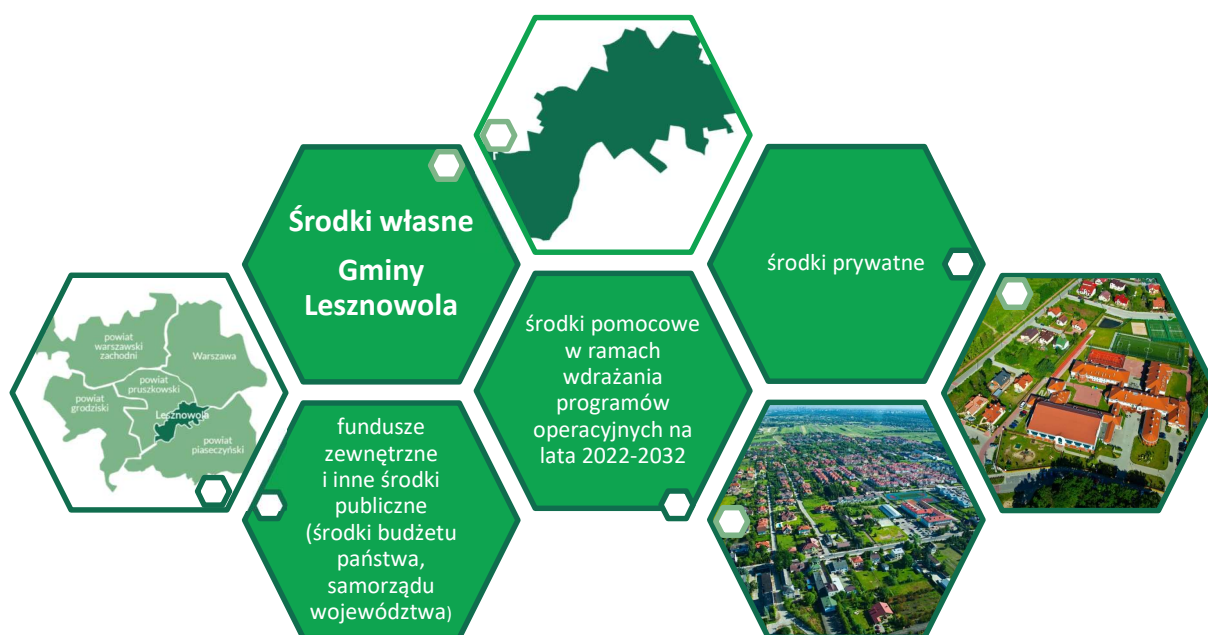 Środki własne
Gminy
Lesznowola
środki prywatne
środki pomocowe
w ramach
wdrażania
programów
operacyjnych na
lata 2022-2032
fundusze
zewnętrzne
i inne środki
publiczne
(środki budżetu
państwa,
samorządu
województwa)
powiat
warszawski
zachodni
Warszawa
powiat
pruszkowski
powiat
grodziski
Lesznowola
powiat
piaseczyński